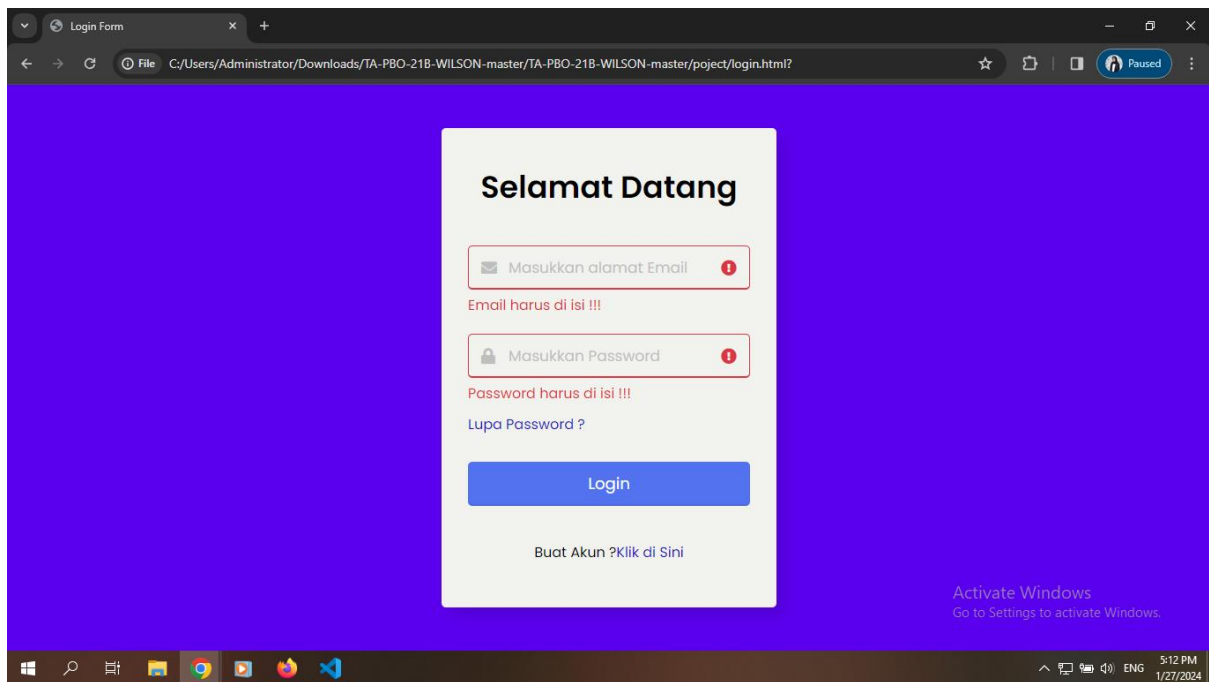 Login Form
File C:/Users/Administrator/Downloads/TA-PBO-21B-WILSON-master/TA-PBO-21B-WILSON-master/poject/login.html?
Paused
Selamat Datang
Masukkan alamat Email
Email harus di isi !!!
Masukkan Password
Password harus di isi !!!
Lupa Password ?
Login
Buat Akun ?Klik di Sini
Activate Windows
Go to Settings to activate Windows.
ENG
5:12 PM
1/27/2024